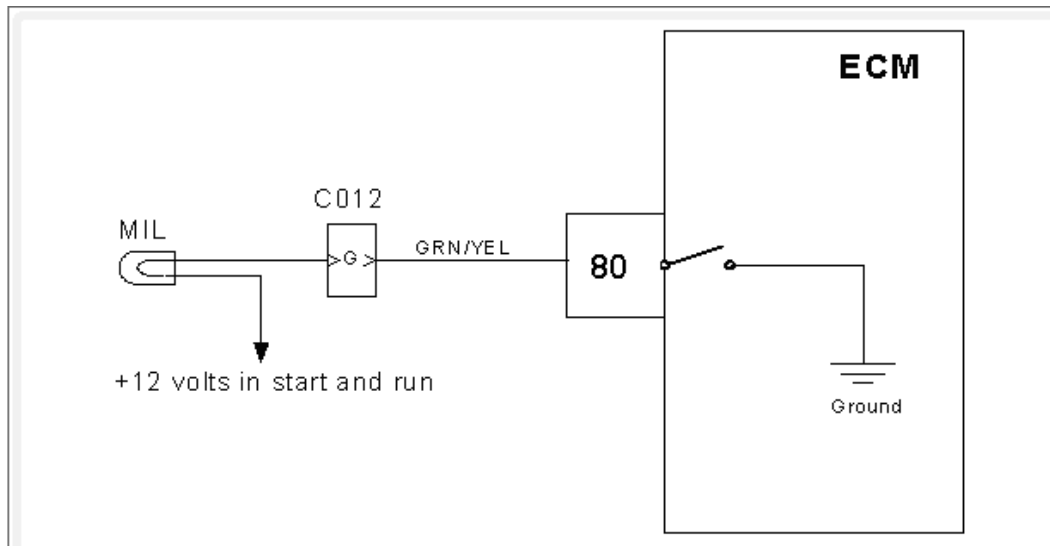 ECM
C012
MIL
G
GRN/YEL
80
+12 volts in start and run
Ground